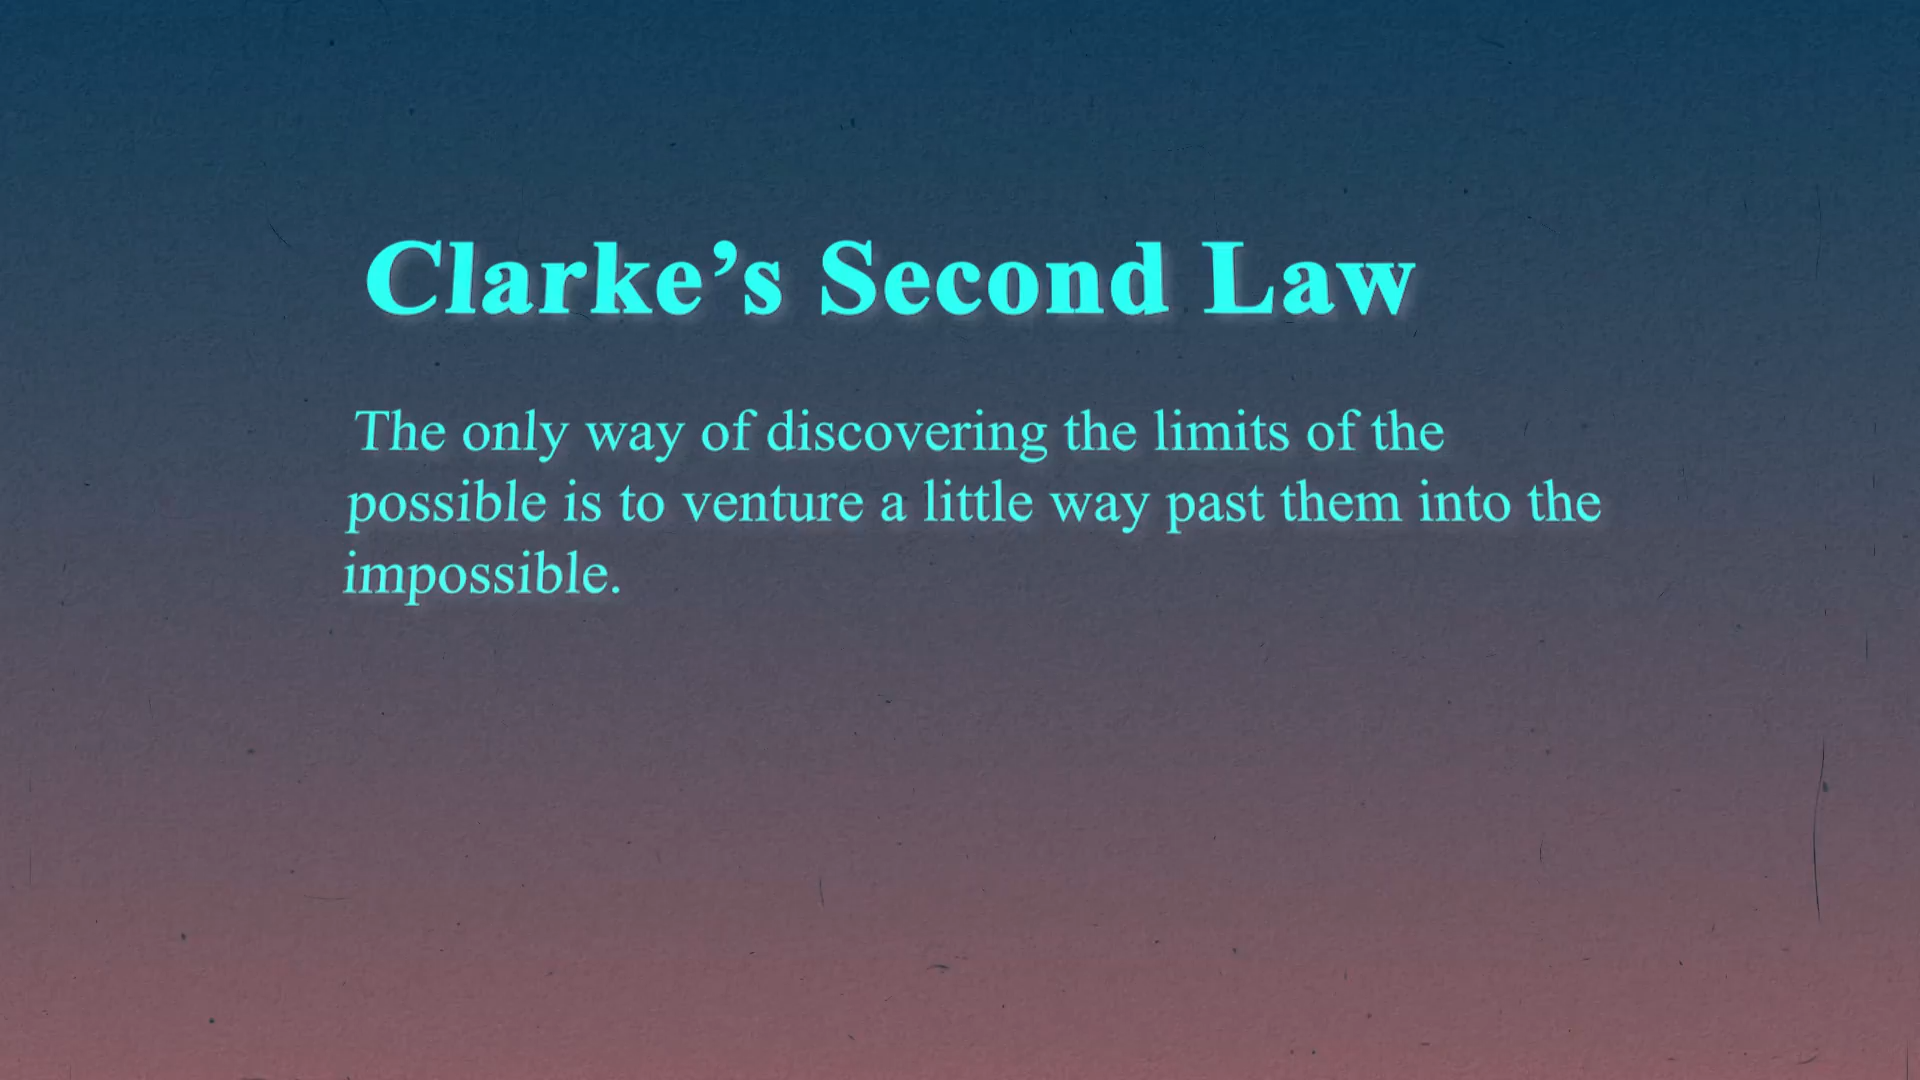 Clarke’s Second Law
The only way of discovering the limits of the
possible is to venture a little way past them into the
impossible.